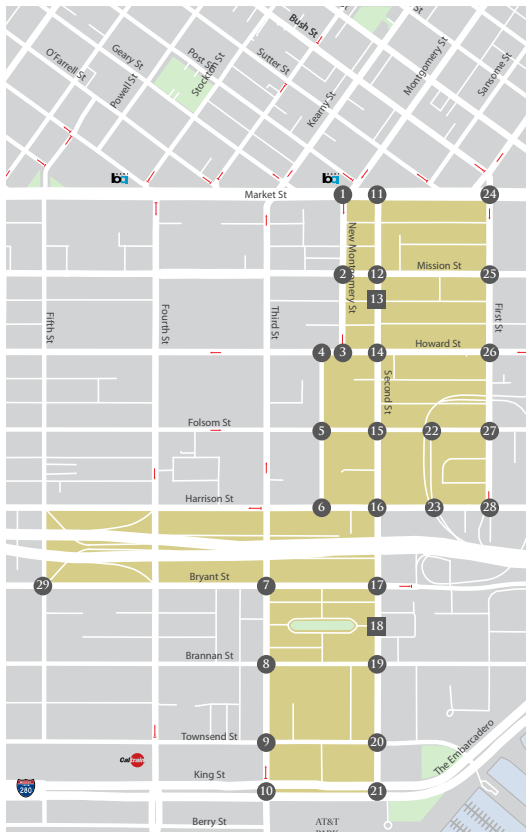 Bush St
St
O'Farrell St
Geary St
Post St
Powell St
Stockton St
Sutter St
Kearny St
Montgomery St
Sansome St
Market St
1
11
24
New Montgomery St
2
12
Mission St
25
13
Fifth St
Fourth St
Third St
First St
4
3
14
Howard St
26
Second St
Folsom St
5
15
22
27
Harrison St
6
16
23
28
29
Bryant St
7
17
18
Brannan St
8
19
Townsend St
9
20
The Embarcadero
Caltrain
King St
280
10
21
Berry St
AT&T
PARK